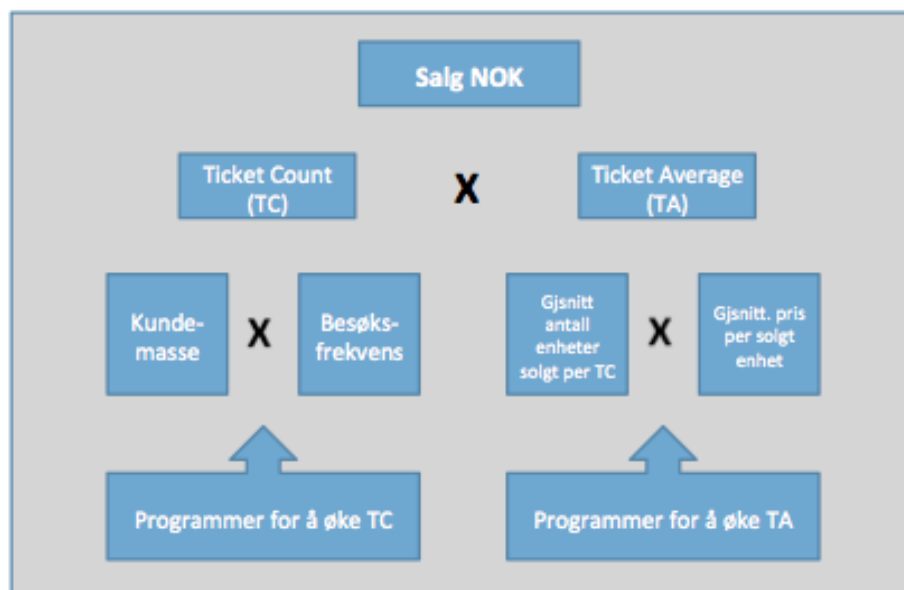 Salg NOK
Ticket Count
(TC)
X
Ticket Average
(TA)
Kunde-
masse
X
Besøks-
frekvens
Gjsnitt
antall
enheter
solgt per TC
X
Gjsnitt. pris
per solgt
enhet
Programmer for å øke TC
Programmer for å øke TA